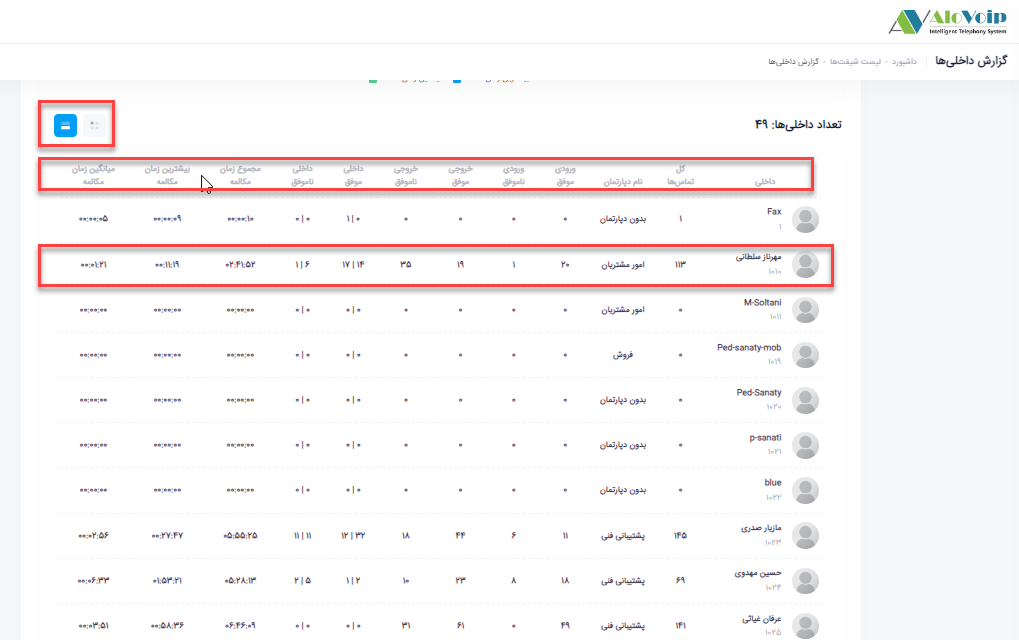 AloVoip
Intelligent Telephony System
گزارش داخلی‌ها
داشبورد - لیست شیفت‌ها - گزارش داخلی‌ها
تعداد داخلی‌ها: ۴۹
داخلی کل تماس‌ها نام دپارتمان ورودی موفق ورودی ناموفق خروجی موفق خروجی ناموفق داخلی موفق داخلی ناموفق مجموع زمان مکالمه بیشترین زمان مکالمه میانگین زمان مکالمه
Fax ۱ بدون دپارتمان ۰ ۰ ۰ ۰ ۱ | ۰ ۰ | ۰ ۰۰:۰۰:۱۰ ۰۰:۰۰:۰۹ ۰۰:۰۰:۰۵
۱
مهرناز سلطانی ۱۱۳ امور مشتریان ۲۰ ۱ ۱۹ ۳۵ ۱۷ | ۱۴ ۱ | ۶ ۰۲:۴۱:۵۲ ۰۰:۱۱:۱۹ ۰۰:۰۱:۲۱
۱۰۱۰
M-Soltani ۰ امور مشتریان ۰ ۰ ۰ ۰ ۰ | ۰ ۰ | ۰ ۰۰:۰۰:۰۰ ۰۰:۰۰:۰۰ ۰۰:۰۰:۰۰
۱۰۱۱
Ped-sanaty-mob ۰ فروش ۰ ۰ ۰ ۰ ۰ | ۰ ۰ | ۰ ۰۰:۰۰:۰۰ ۰۰:۰۰:۰۰ ۰۰:۰۰:۰۰
۱۰۱۹
Ped-Sanaty ۰ بدون دپارتمان ۰ ۰ ۰ ۰ ۰ | ۰ ۰ | ۰ ۰۰:۰۰:۰۰ ۰۰:۰۰:۰۰ ۰۰:۰۰:۰۰
۱۰۲۰
p-sanati ۰ بدون دپارتمان ۰ ۰ ۰ ۰ ۰ | ۰ ۰ | ۰ ۰۰:۰۰:۰۰ ۰۰:۰۰:۰۰ ۰۰:۰۰:۰۰
۱۰۲۱
blue ۰ بدون دپارتمان ۰ ۰ ۰ ۰ ۰ | ۰ ۰ | ۰ ۰۰:۰۰:۰۰ ۰۰:۰۰:۰۰ ۰۰:۰۰:۰۰
۱۰۲۲
مازیار صدری ۱۴۵ پشتیبانی فنی ۱۱ ۶ ۴۴ ۱۸ ۱۲ | ۳۲ ۱۱ | ۱۱ ۰۵:۵۵:۲۵ ۰۰:۲۷:۴۷ ۰۰:۰۲:۵۶
۱۰۲۳
حسین مهدوی ۶۹ پشتیبانی فنی ۱۸ ۸ ۲۳ ۱۰ ۱ | ۲ ۲ | ۵ ۰۵:۲۸:۱۳ ۰۱:۵۳:۲۱ ۰۰:۰۶:۳۳
۱۰۲۴
عرفان غیاثی ۱۴۱ پشتیبانی فنی ۴۹ ۰ ۶۱ ۳۱ ۰ | ۰ ۰ | ۰ ۰۶:۴۶:۰۹ ۰۰:۵۸:۳۶ ۰۰:۰۳:۵۱
۱۰۲۵